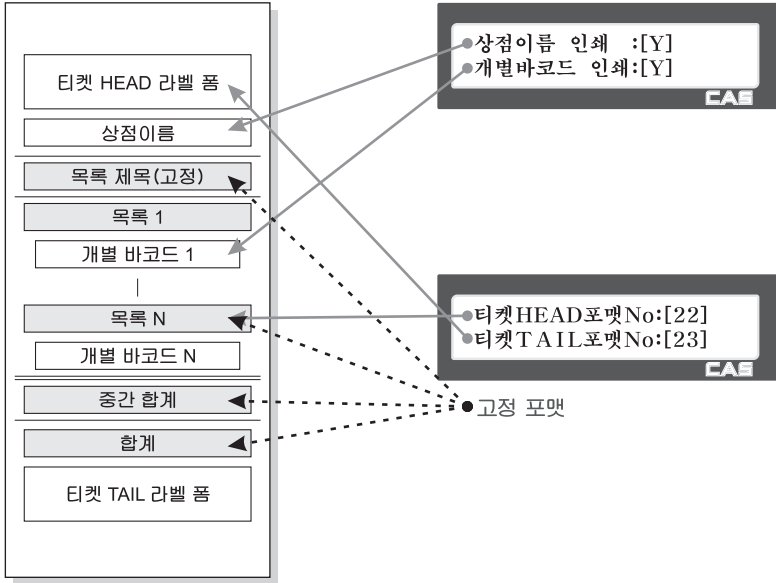 티켓 HEAD 라벨 폼
상점이름
목록 제목(고정)
목록 1
개별 바코드 1
목록 N
개별 바코드 N
중간 합계
합계
티켓 TAIL 라벨 폼
상점이름 인쇄 :[Y]
개별바코드 인쇄:[Y]
CAS
티켓HEAD포맷No:[22]
티켓TAIL포맷No:[23]
CAS
고정 포맷